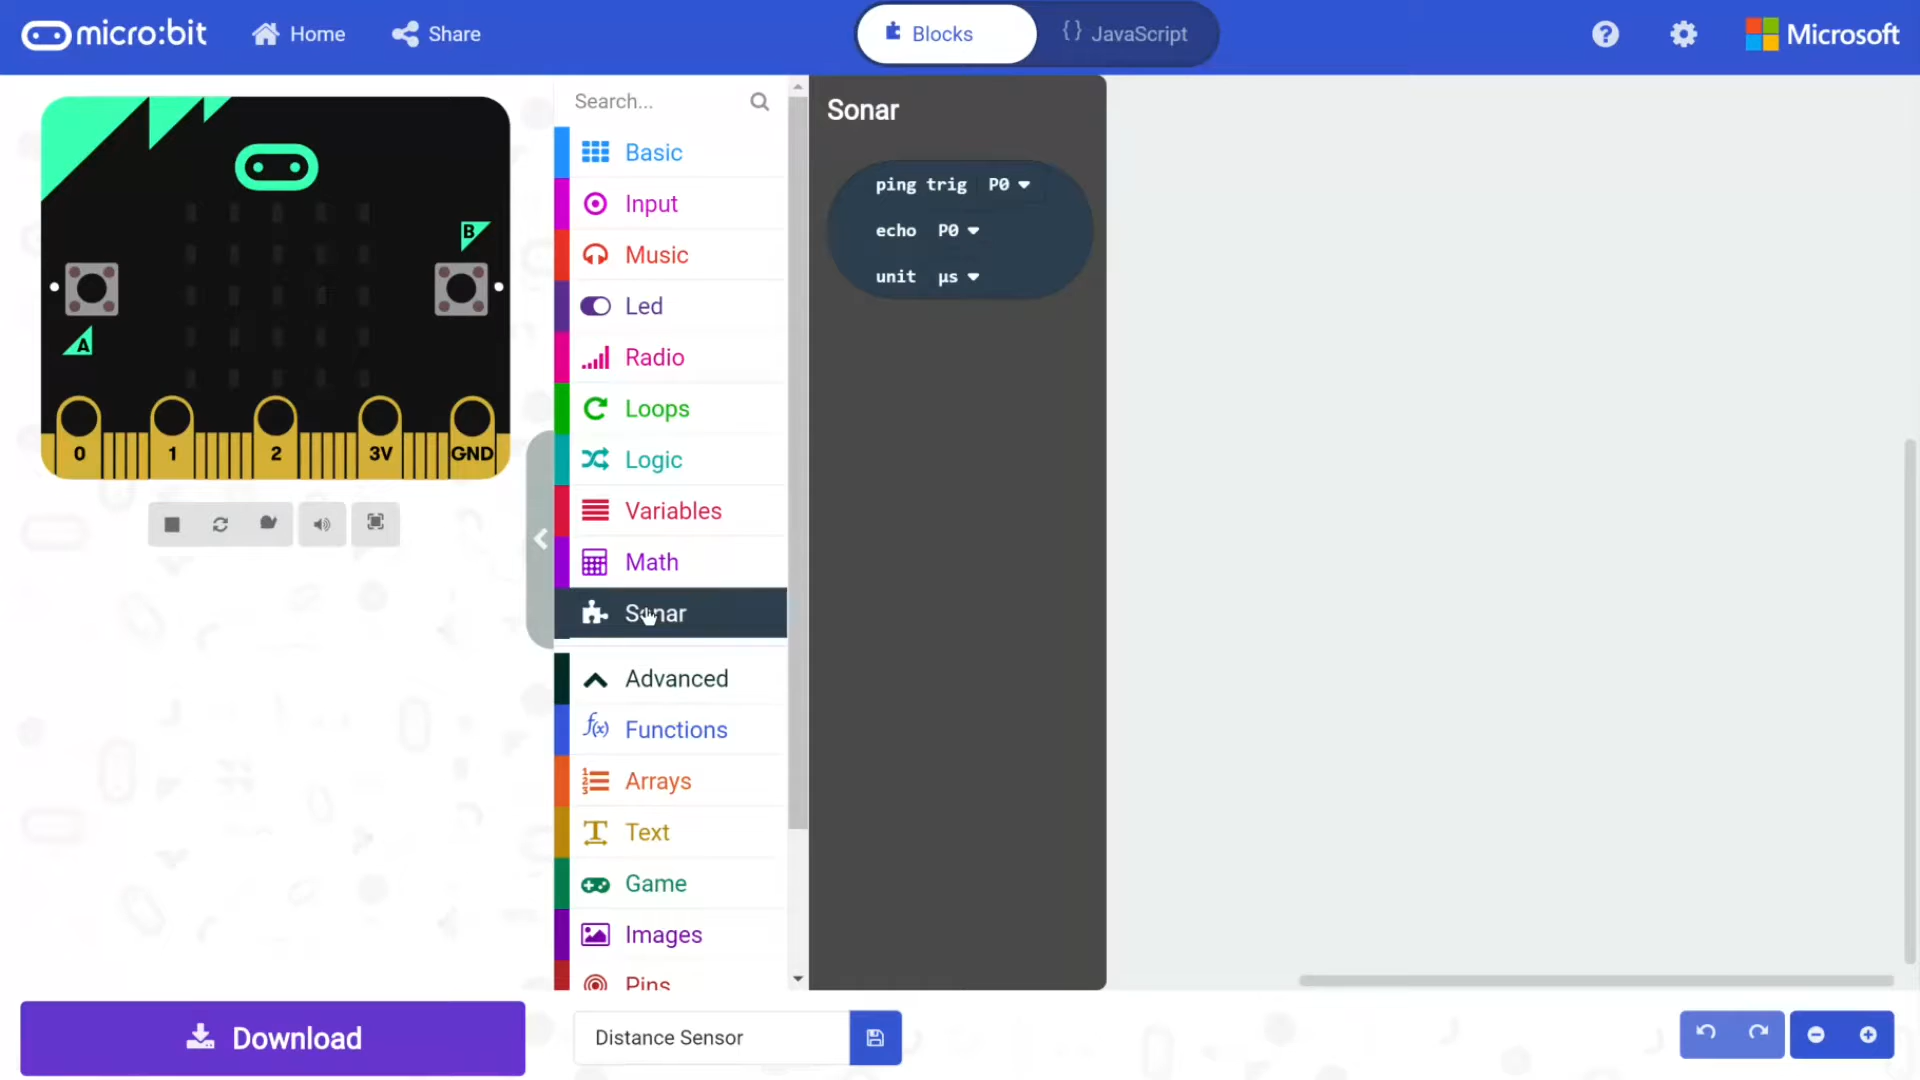 micro:bit
Home
Share
Blocks
{} JavaScript
?
Microsoft
Search...
Sonar
Basic
Input
Music
Led
Radio
Loops
Logic
Variables
Math
Sonar
Advanced
f(x) Functions
Arrays
Text
Game
Images
Pins
ping trig P0
echo P0
unit µs
B
A
0 1 2 3V GND
Download
Distance Sensor